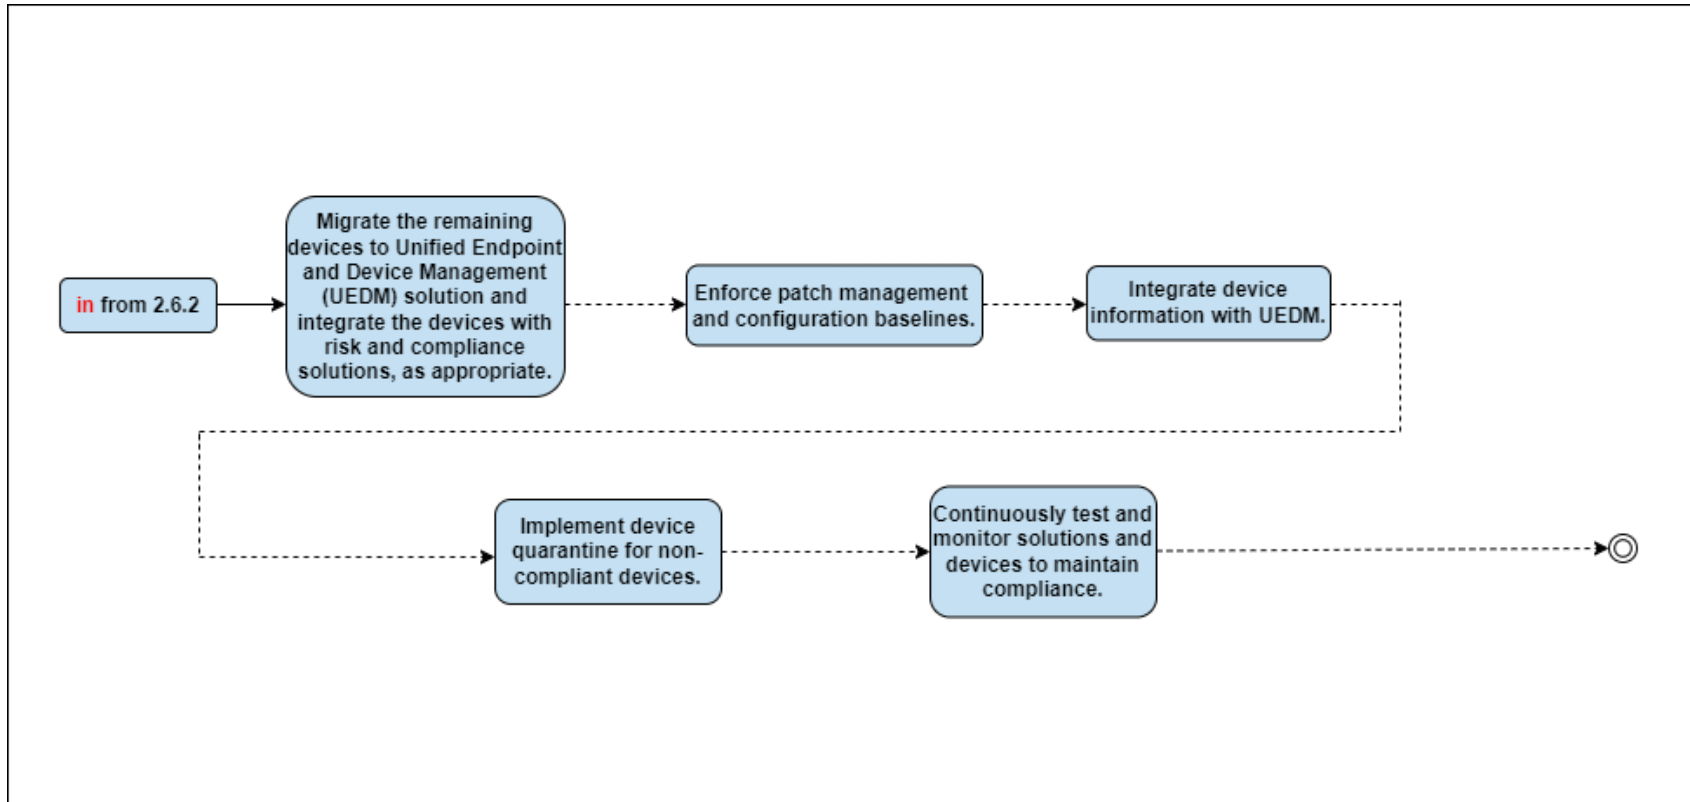 in from 2.6.2
Migrate the remaining
devices to Unified Endpoint
and Device Management
(UEDM) solution and
integrate the devices with
risk and compliance
solutions, as appropriate.
Enforce patch management
and configuration baselines.
Integrate device
information with UEDM.
Implement device
quarantine for non-
compliant devices.
Continuously test and
monitor solutions and
devices to maintain
compliance.